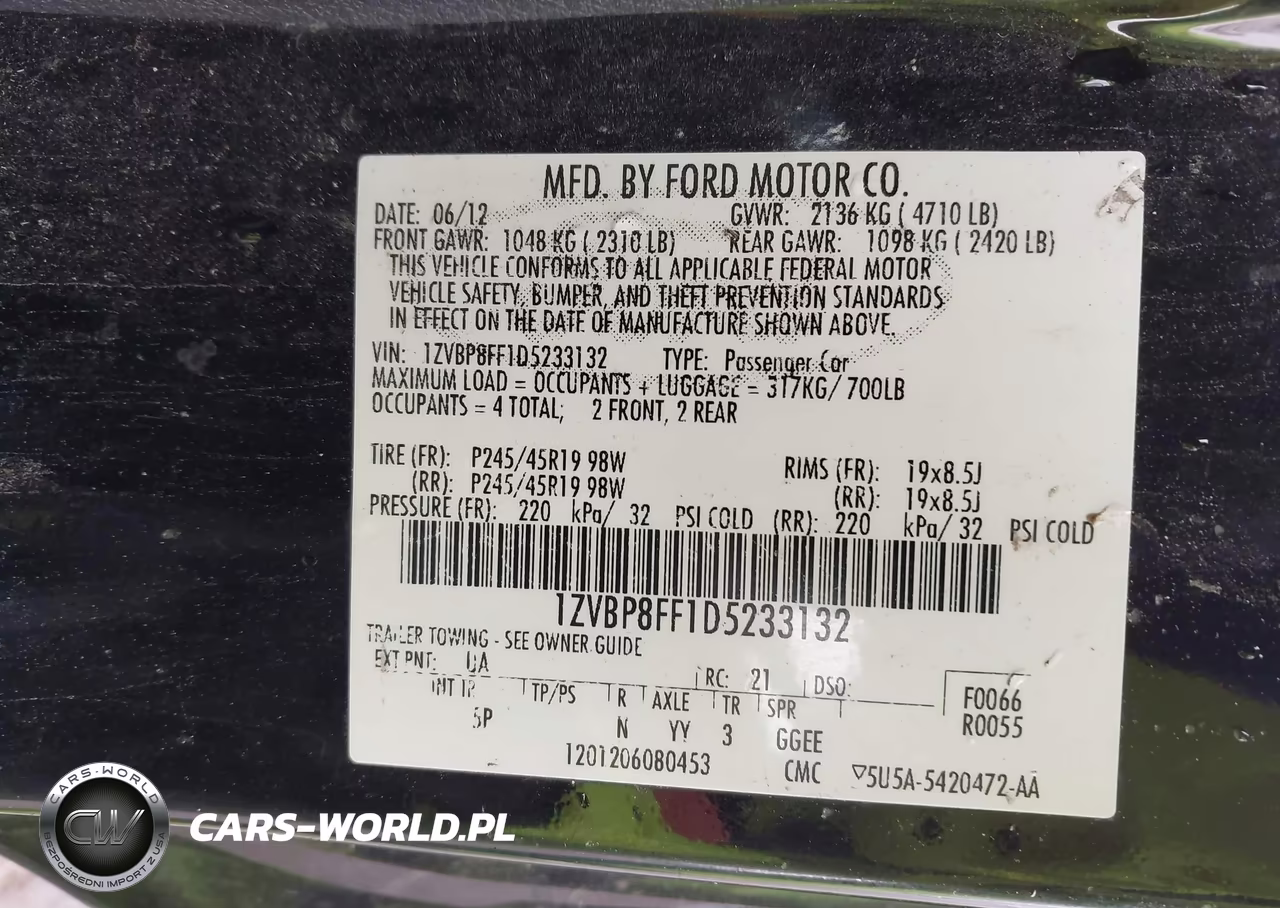 MFD. BY FORD MOTOR CO.
DATE: 06/12 GVWR: 2136 KG ( 4710 LB)
FRONT GAWR: 1048 KG ( 2310 LB) REAR GAWR: 1098 KG ( 2420 LB)
THIS VEHICLE CONFORMS TO ALL APPLICABLE FEDERAL MOTOR
VEHICLE SAFETY, BUMPER, AND THEFT PREVENTION STANDARDS
IN EFFECT ON THE DATE OF MANUFACTURE SHOWN ABOVE.
VIN: 1ZVBP8FF1D5233132 TYPE: Passenger Car
MAXIMUM LOAD = OCCUPANTS + LUGGAGE = 317KG/ 700LB
OCCUPANTS = 4 TOTAL; 2 FRONT, 2 REAR
TIRE (FR): P245/45R19 98W RIMS (FR): 19x8.5J
(RR): P245/45R19 98W (RR): 19x8.5J
PRESSURE (FR): 220 kPa/ 32 PSI COLD (RR): 220 kPa/ 32 PSI COLD
1ZVBP8FF1D5233132
TRAILER TOWING - SEE OWNER GUIDE
EXT PNT: UA RC: 21 DSO:
INT TR TP/PS R AXLE TR SPR F0066
5P N YY 3 GGEE R0055
1201206080453 CMC ▽5U5A-5420472-AA
CARS-WORLD
CW
BEZPOŚREDNI IMPORT Z USA
CARS-WORLD.PL